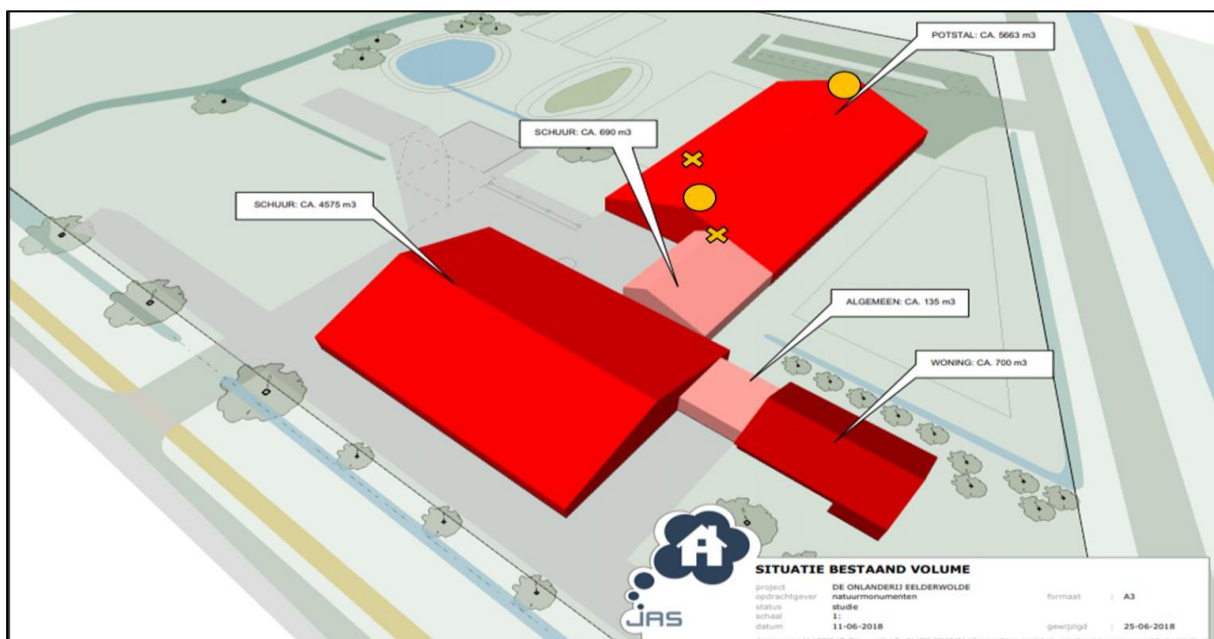 POTSTAL: CA. 5663 m3
SCHUUR: CA. 690 m3
SCHUUR: CA. 4575 m3
ALGEMEEN: CA. 135 m3
WONING: CA. 700 m3
JAS
SITUATIE BESTAAND VOLUME
project DE ONLANDERIJ EELDERWOLDE
opdrachtgever natuurmonumenten formaat : A3
status studie
schaal 1:
datum 11-06-2018 gewijzigd : 25-06-2018